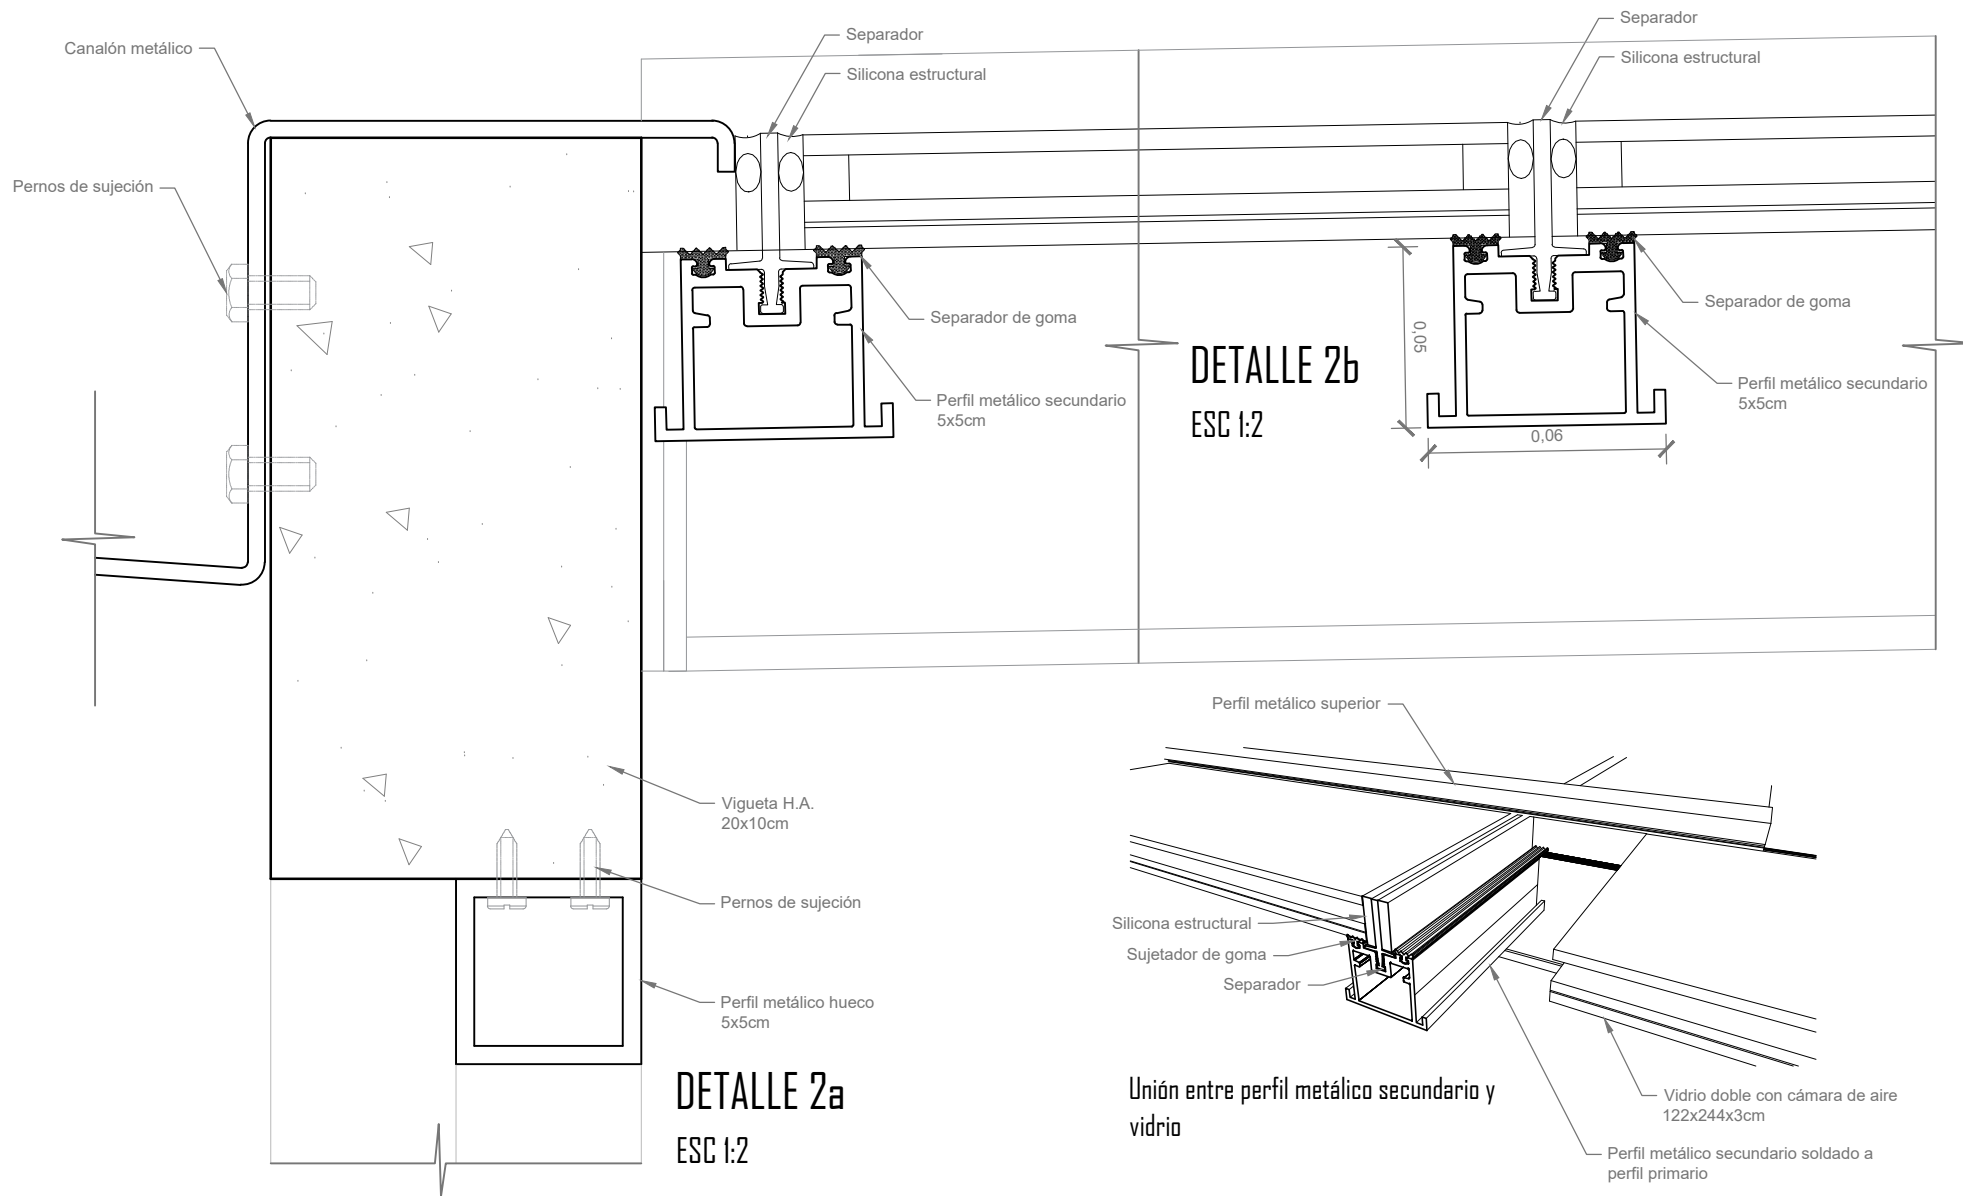 Separador
Silicona estructural
Canalón metálico
Pernos de sujeción
Separador de goma
Perfil metálico secundario
5x5cm
Vigueta H.A.
20x10cm
Pernos de sujeción
Perfil metálico hueco
5x5cm
DETALLE 2a
ESC 1:2
Separador
Silicona estructural
Separador de goma
Perfil metálico secundario
5x5cm
0,05
0,06
DETALLE 2b
ESC 1:2
Perfil metálico superior
Silicona estructural
Sujetador de goma
Separador
Vidrio doble con cámara de aire
122x244x3cm
Perfil metálico secundario soldado a
perfil primario
Unión entre perfil metálico secundario y
vidrio